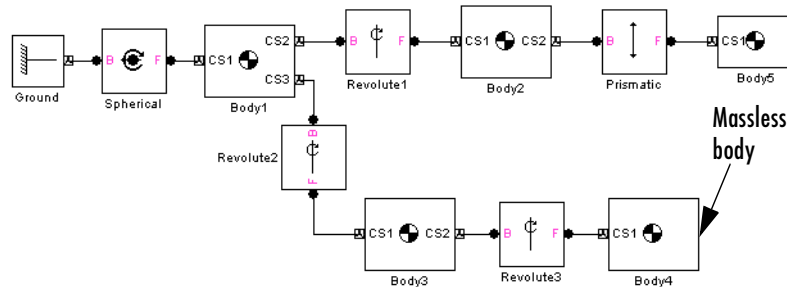 CS2
CS3
CS1
B F
B F
CS1 CS2
B F
CS1
Ground
Spherical
Body1
Revolute1
Body2
Prismatic
Body5
Massless
body
Revolute2
B
F
CS1 CS2
B F
CS1
Body3
Revolute3
Body4